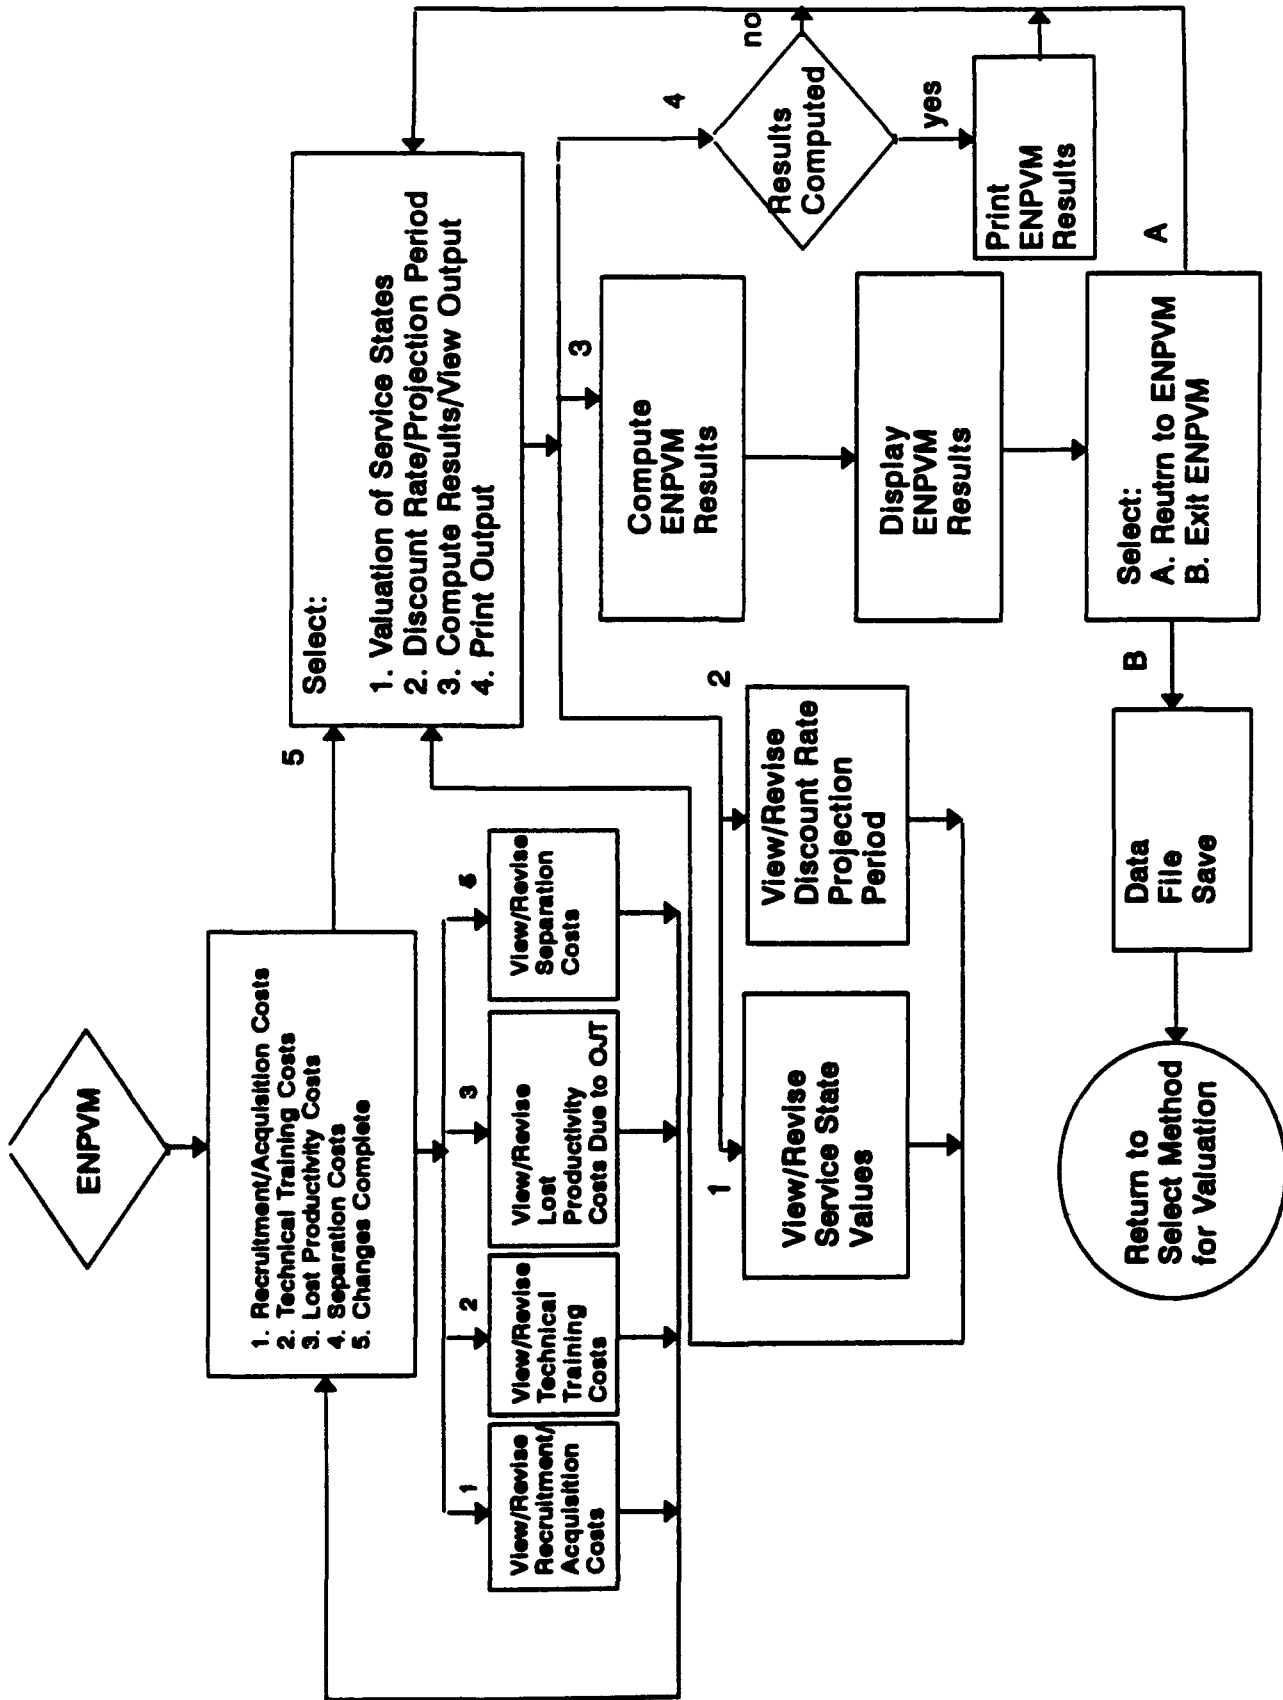 ENPVM
1. Recruitment/Acquisition Costs
2. Technical Training Costs
3. Lost Productivity Costs
4. Separation Costs
5. Changes Complete
5
1
View/Revise
Recruitment/
Acquisition
Costs
2
View/Revise
Technical
Training
Costs
3
View/Revise
Lost
Productivity
Costs Due to OJT
View/Revise
Separation
Costs
Select:
1. Valuation of Service States
2. Discount Rate/Projection Period
3. Compute Results/View Output
4. Print Output
1
View/Revise
Service State
Values
2
View/Revise
Discount Rate
Projection
Period
3
Compute
ENPVM
Results
Display
ENPVM
Results
4
Results
Computed
no
yes
Print
ENPVM
Results
Select:
A. Reutrn to ENPVM
B. Exit ENPVM
A
B
Data
File
Save
Return to
Select Method
for Valuation